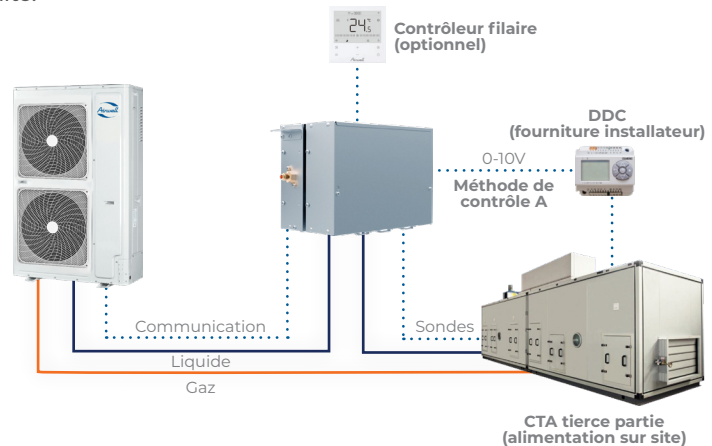 Contrôleur filaire
(optionnel)
24.5
Airwell
DDC
(fourniture installateur)
0-10V
Méthode de
contrôle A
Communication
Sondes
Liquide
Gaz
CTA tierce partie
(alimentation sur site)